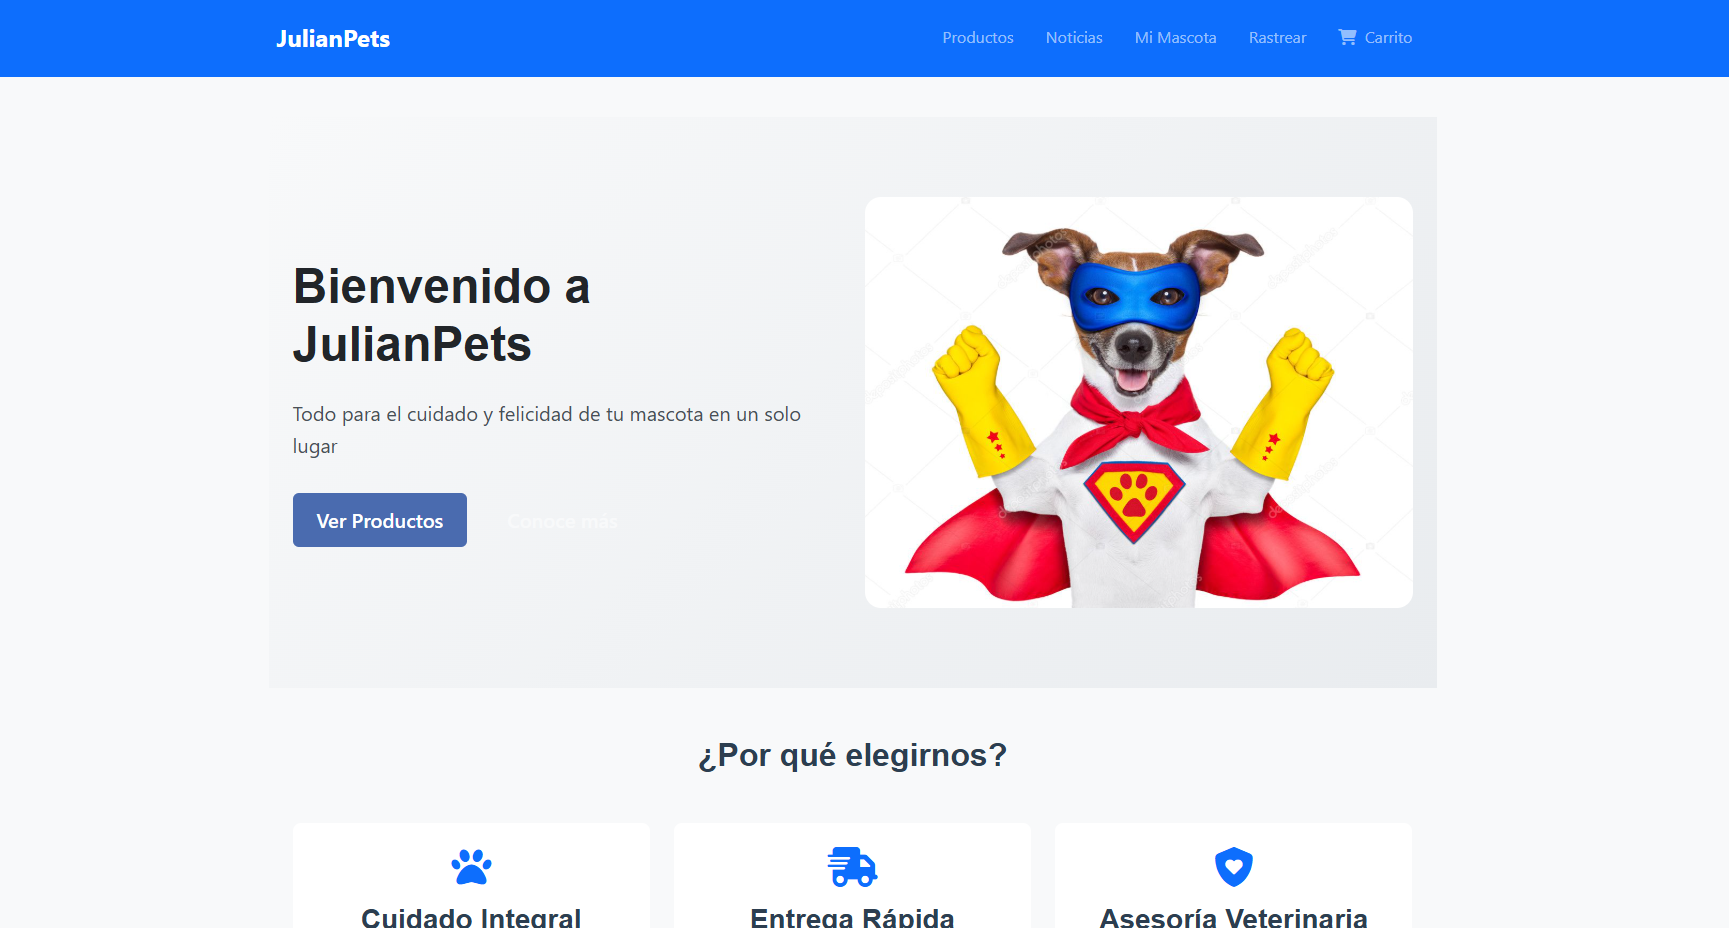 JulianPets
Productos
Noticias
Mi Mascota
Rastrear
Carrito
Bienvenido a
JulianPets
Todo para el cuidado y felicidad de tu mascota en un solo
lugar
Ver Productos
Conoce más
depositphotos
¿Por qué elegirnos?
Cuidado Integral
Entrega Rápida
Asesoría Veterinaria